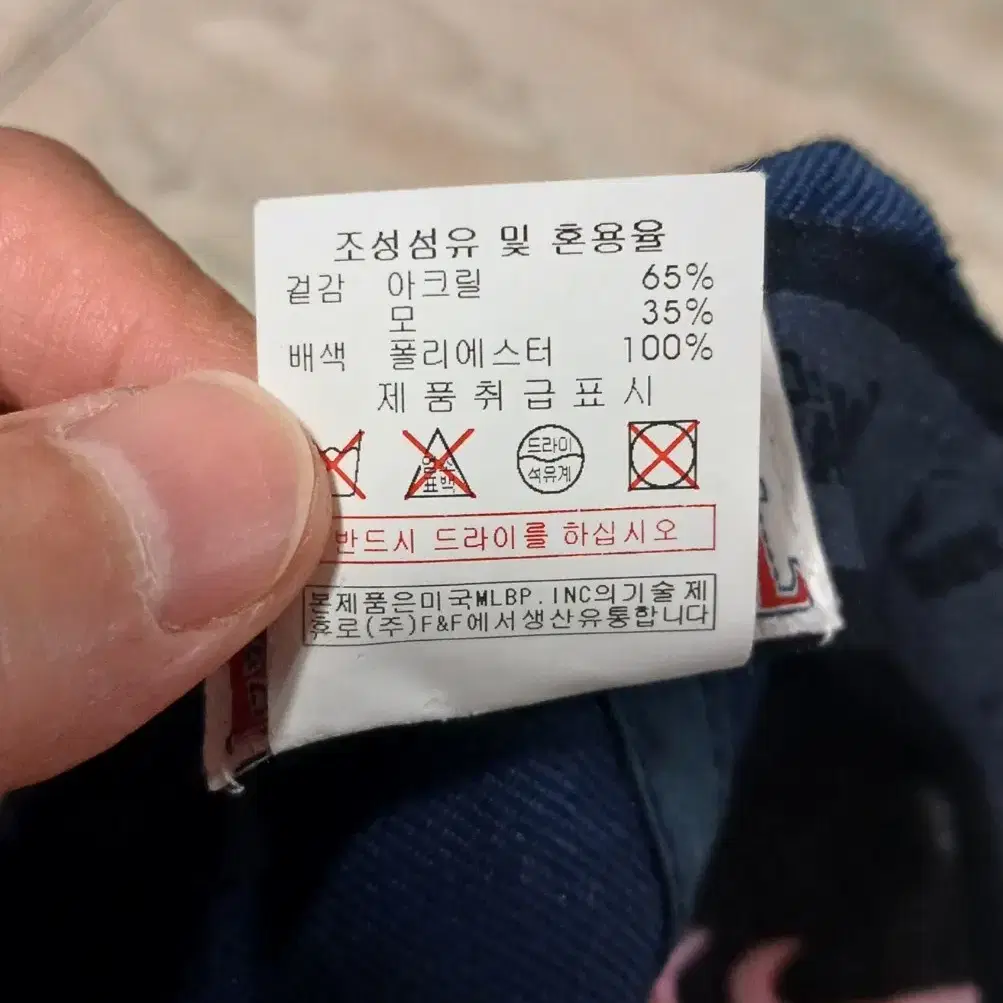 조성섬유 및 혼용율
겉감 아크릴 65%
모 35%
배색 폴리에스터 100%
제품취급표시
염소
표백
드라이
석유계
반드시 드라이를 하십시오
본제품은미국MLBP.INC의기술제
휴로(주)F&F에서생산유통합니다